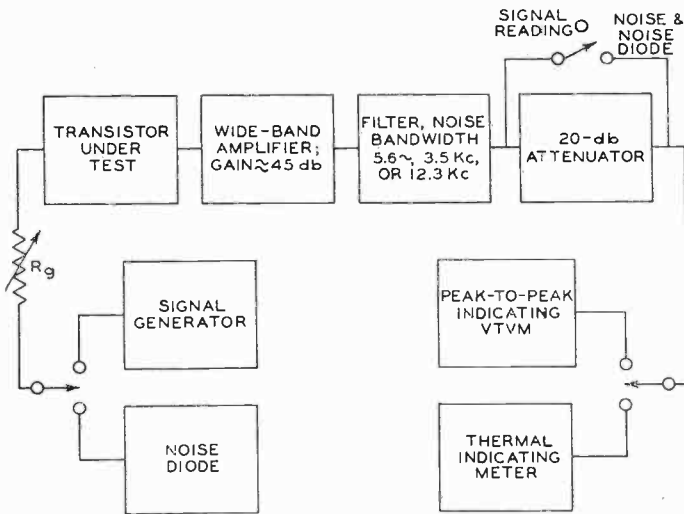 SIGNAL
READING
NOISE &
NOISE
DIODE
TRANSISTOR
UNDER
TEST
WIDE-BAND
AMPLIFIER;
GAIN≈45 db
FILTER, NOISE
BANDWIDTH
5.6~, 3.5 Kc,
OR 12.3 Kc
20-db
ATTENUATOR
Rg
SIGNAL
GENERATOR
PEAK-TO-PEAK
INDICATING
VTVM
NOISE
DIODE
THERMAL
INDICATING
METER